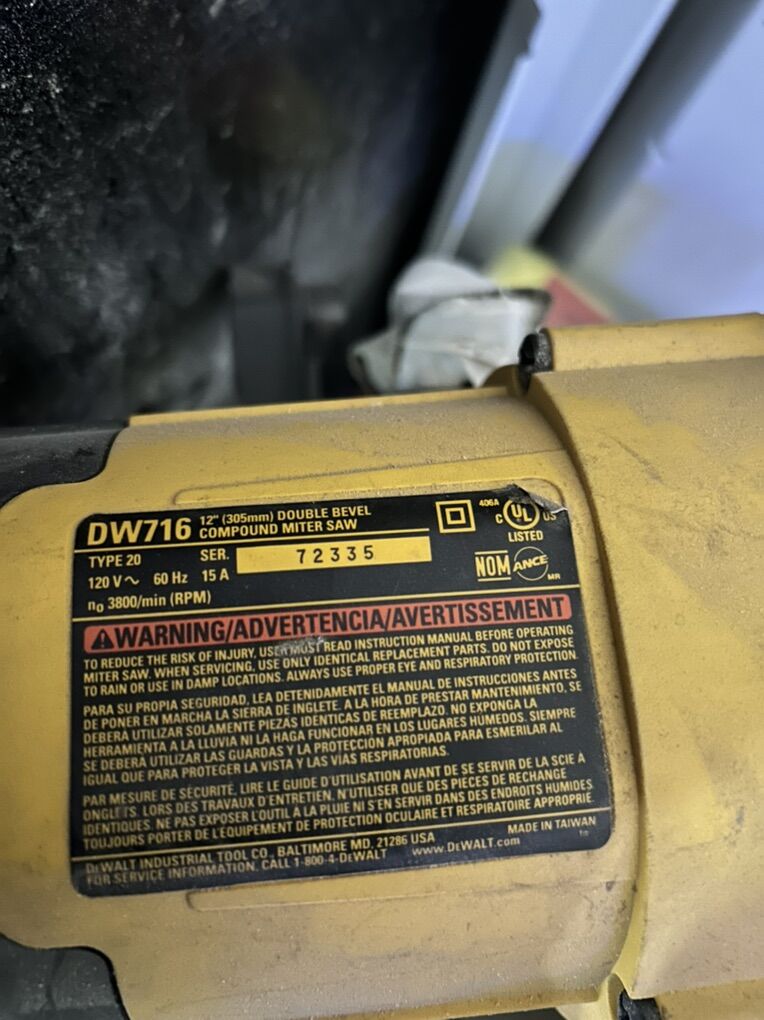 DW716 12" (305mm) DOUBLE BEVEL
COMPOUND MITER SAW
406A
C UL US
LISTED
TYPE 20 SER. 72335
120 V~ 60 Hz 15 A
NOM ANCE MR
n₀ 3800/min (RPM)
WARNING/ADVERTENCIA/AVERTISSEMENT
TO REDUCE THE RISK OF INJURY, USER MUST READ INSTRUCTION MANUAL BEFORE OPERATING
MITER SAW. WHEN SERVICING, USE ONLY IDENTICAL REPLACEMENT PARTS. DO NOT EXPOSE
TO RAIN OR USE IN DAMP LOCATIONS. ALWAYS USE PROPER EYE AND RESPIRATORY PROTECTION.
PARA SU PROPIA SEGURIDAD, LEA DETENIDAMENTE EL MANUAL DE INSTRUCCIONES ANTES
DE PONER EN MARCHA LA SIERRA DE INGLETE. A LA HORA DE PRESTAR MANTENIMIENTO, SE
DEBERA UTILIZAR SOLAMENTE PIEZAS IDENTICAS DE REEMPLAZO. NO EXPONGA LA
HERRAMIENTA A LA LLUVIA NI LA HAGA FUNCIONAR EN LOS LUGARES HUMEDOS. SIEMPRE
SE DEBERA UTILIZAR LAS GUARDAS Y LA PROTECCION APROPIADA PARA ESMERILAR AL
IGUAL QUE PARA PROTEGER LA VISTA Y LAS VÍAS RESPIRATORIAS.
PAR MESURE DE SÉCURITÉ, LIRE LE GUIDE D'UTILISATION AVANT DE SE SERVIR DE LA SCIE À
ONGLETS. LORS DES TRAVAUX D'ENTRETIEN, N'UTILISER QUE DES PIÈCES DE RECHANGE
IDENTIQUES. NE PAS EXPOSER L'OUTIL À LA PLUIE NI S'EN SERVIR DANS DES ENDROITS HUMIDES.
TOUJOURS PORTER DE L'EQUIPEMENT DE PROTECTION OCULAIRE ET RESPIRATOIRE APPROPRIE.
DEWALT INDUSTRIAL TOOL CO., BALTIMORE MD, 21286 USA MADE IN TAIWAN
FOR SERVICE INFORMATION, CALL 1-800-4-DEWALT www.DEWALT.com